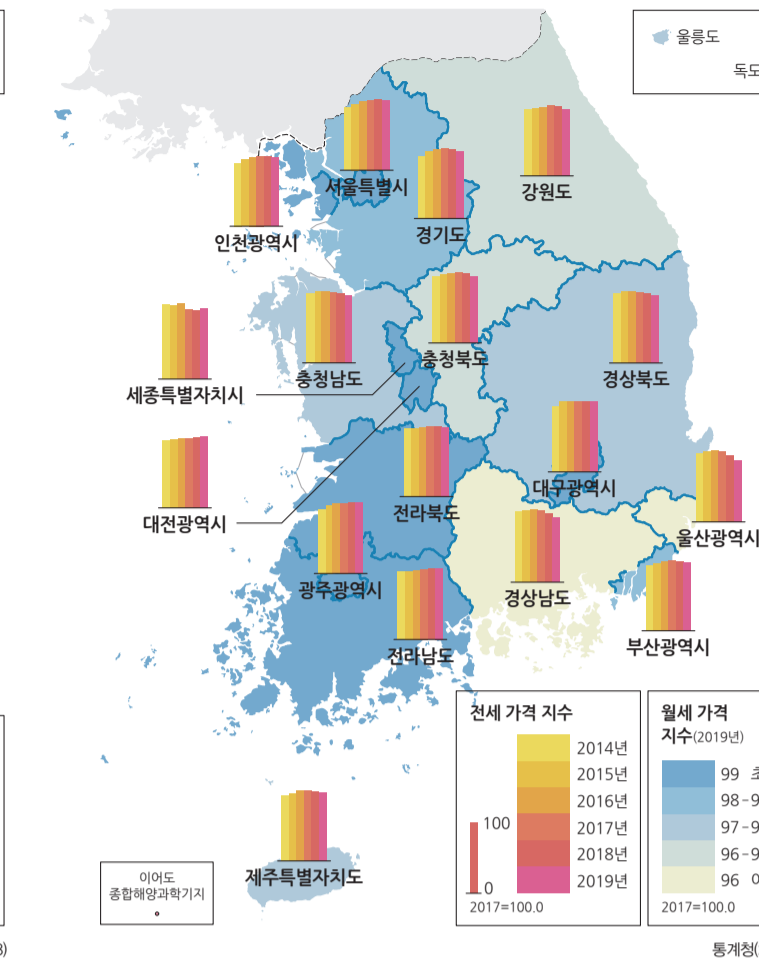 울릉도
독도
서울특별시
강원도
인천광역시
경기도
충청북도
충청남도
경상북도
세종특별자치시
대구광역시
전라북도
대전광역시
울산광역시
광주광역시
경상남도
부산광역시
전라남도
제주특별자치도
이어도
종합해양과학기지
전세 가격 지수
2014년
2015년
2016년
100
2017년
2018년
0
2019년
2017=100.0
월세 가격
지수(2019년)
99
98-9
97-9
96-9
96
2017=100.0
통계청(